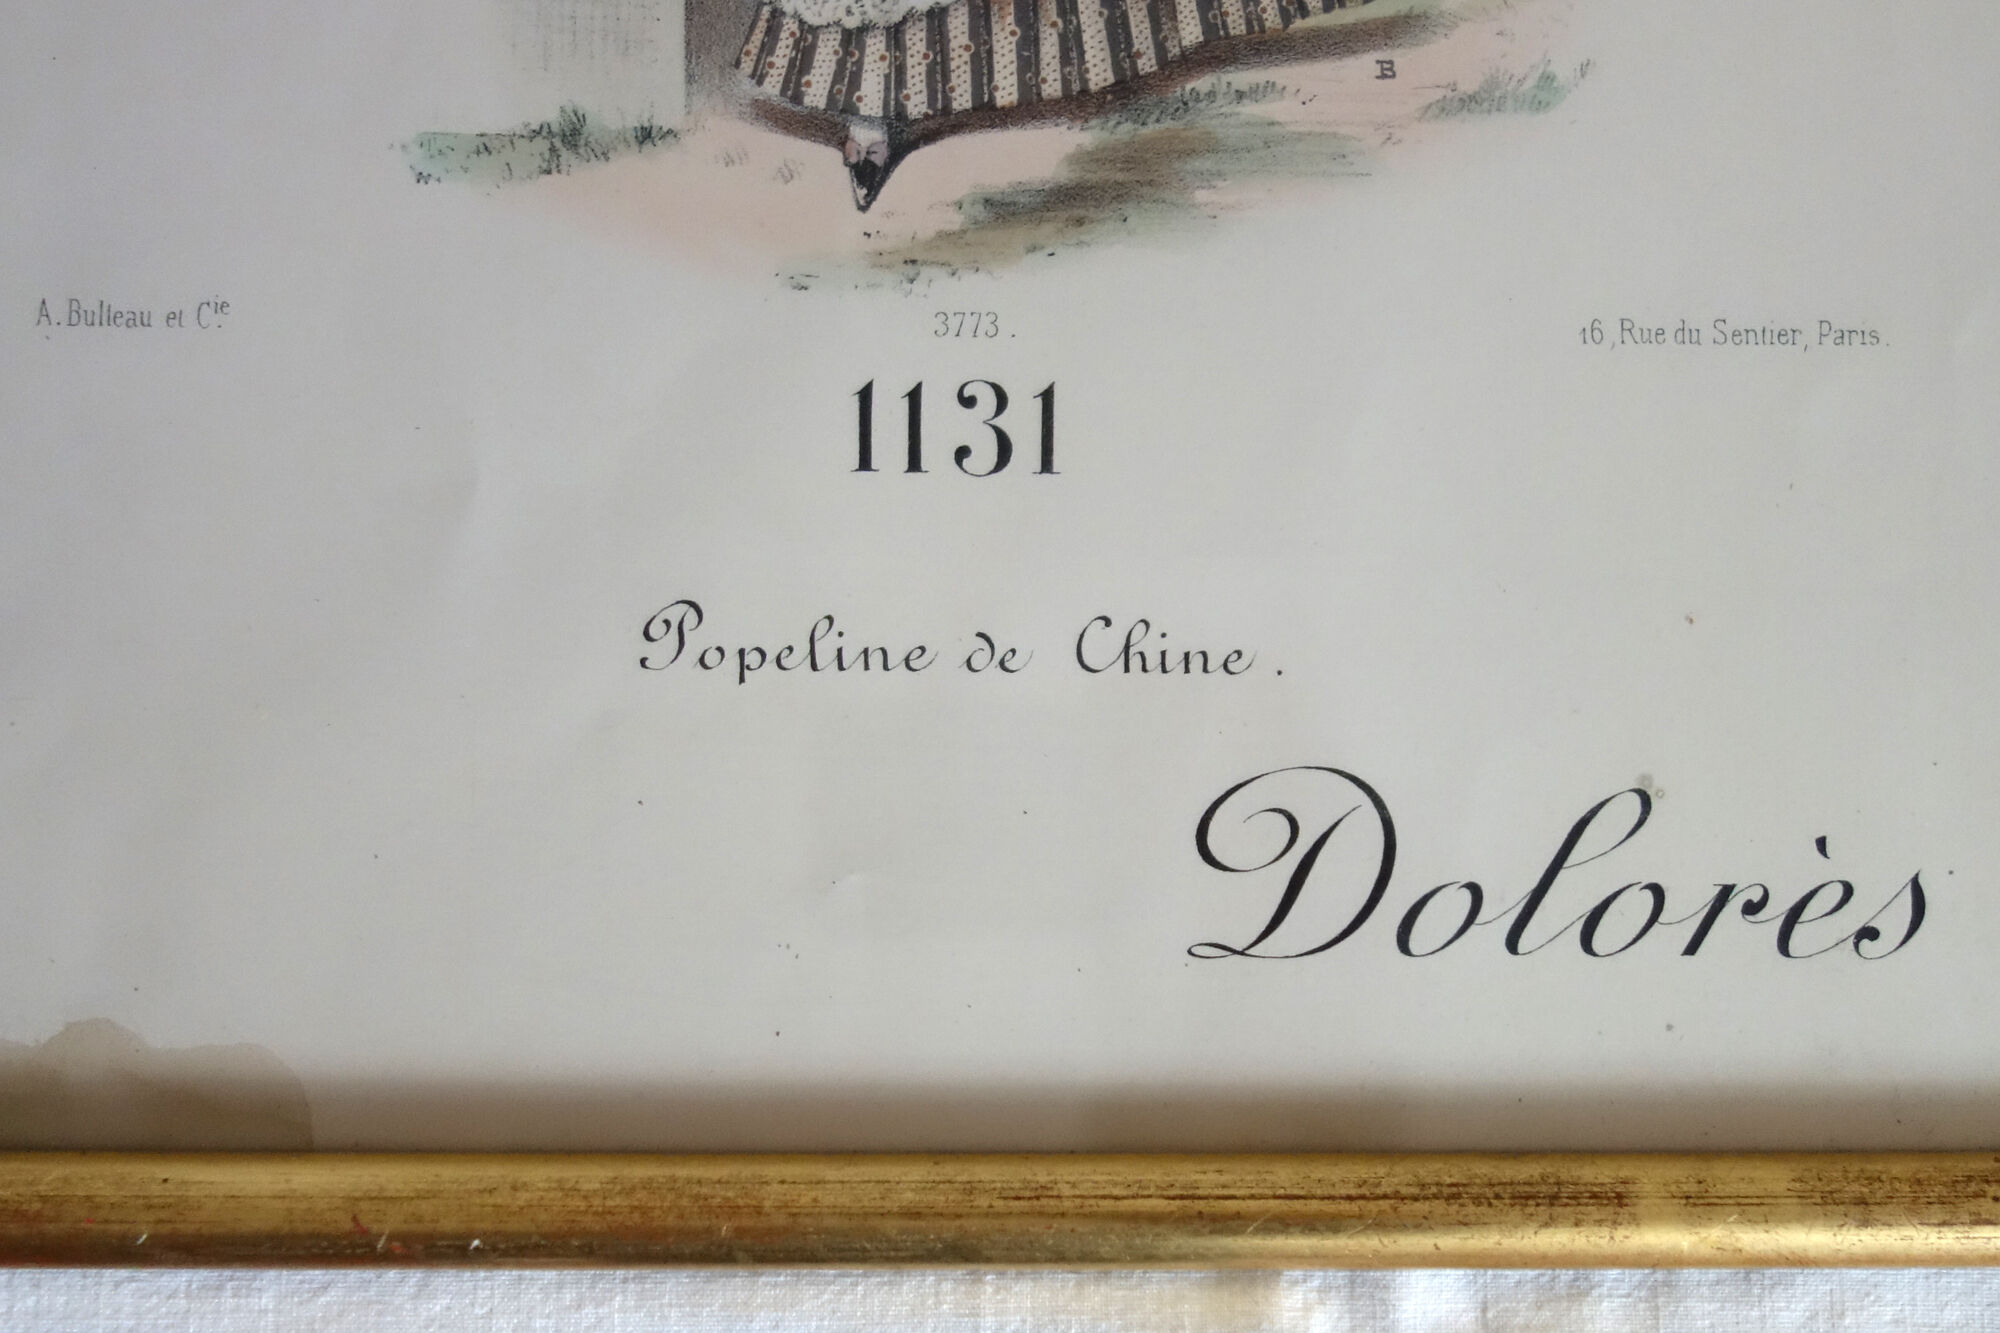 B
A. Bulteau et Cie.
3773.
16, Rue du Sentier, Paris.
1131
Popeline de Chine.
Dolorès